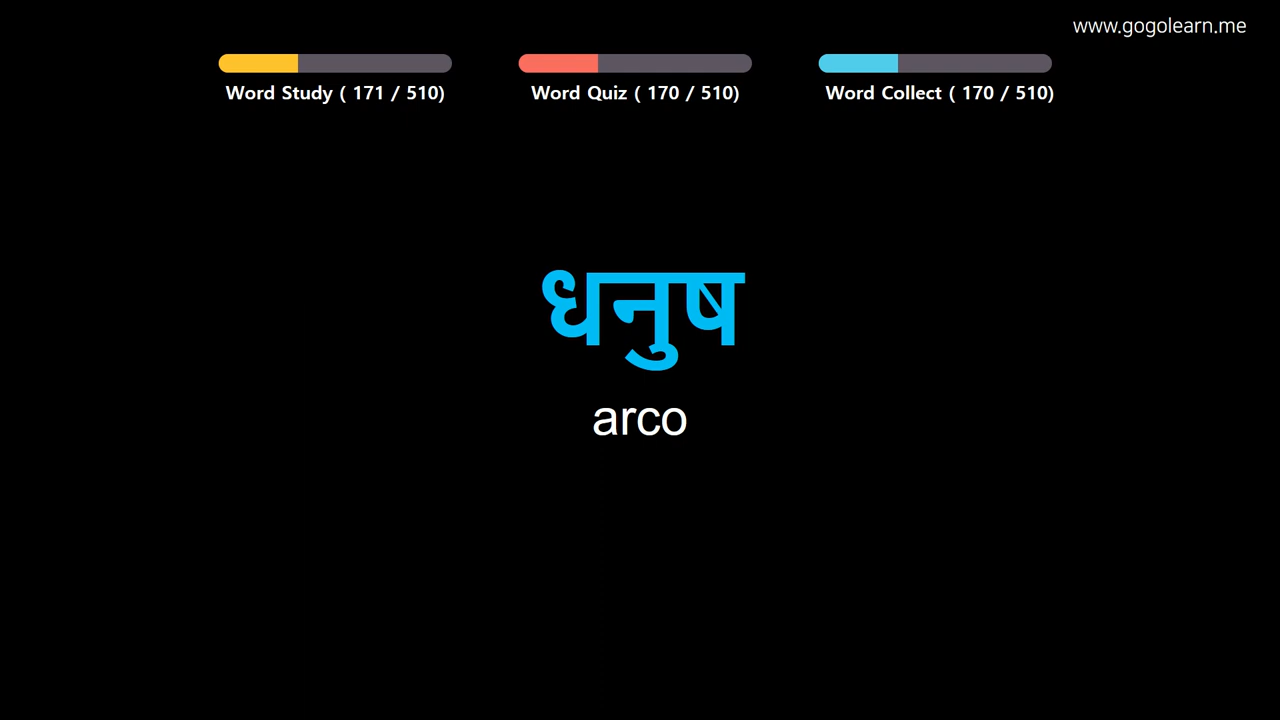 www.gogolearn.me
Word Study ( 171 / 510)
Word Quiz ( 170 / 510)
Word Collect ( 170 / 510)
धनुष
arco